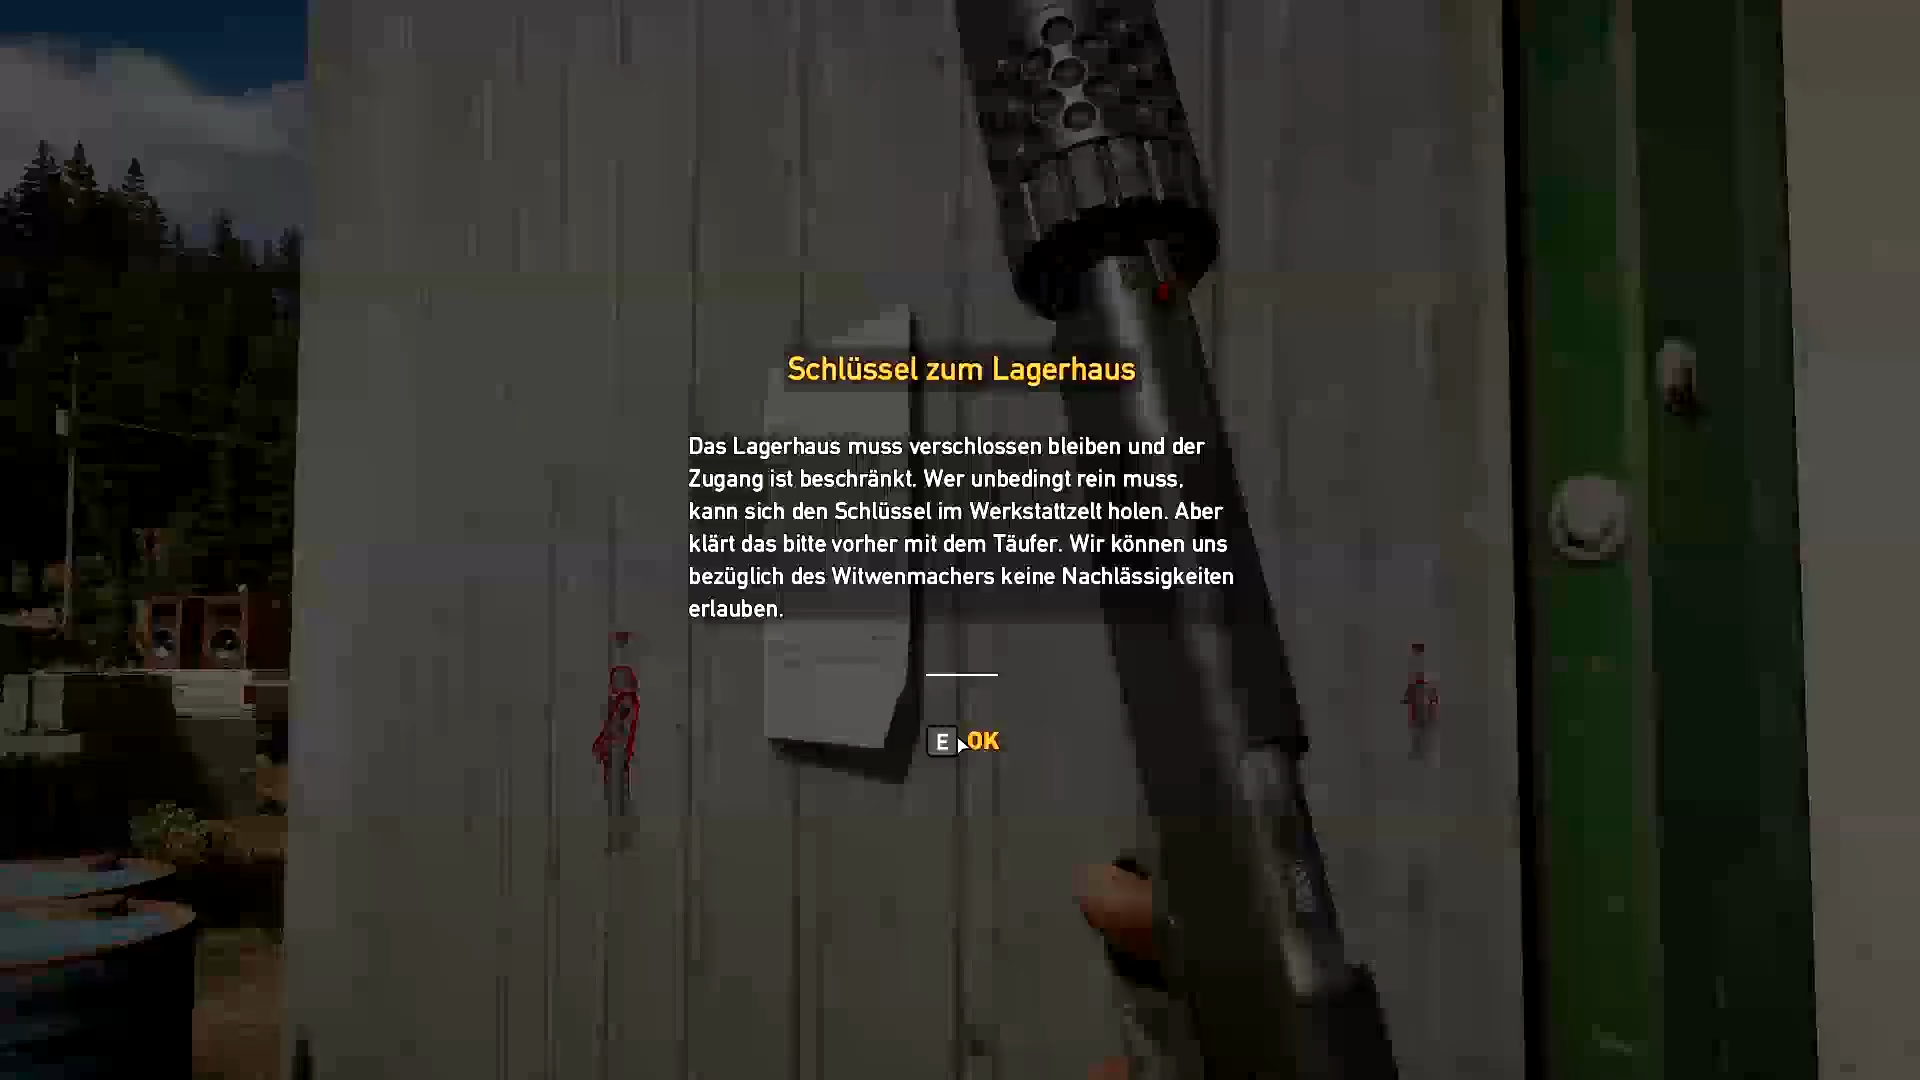 Schlüssel zum Lagerhaus
Das Lagerhaus muss verschlossen bleiben und der
Zugang ist beschränkt. Wer unbedingt rein muss,
kann sich den Schlüssel im Werkstattzelt holen. Aber
klärt das bitte vorher mit dem Täufer. Wir können uns
bezüglich des Witwenmachers keine Nachlässigkeiten
erlauben.
E OK